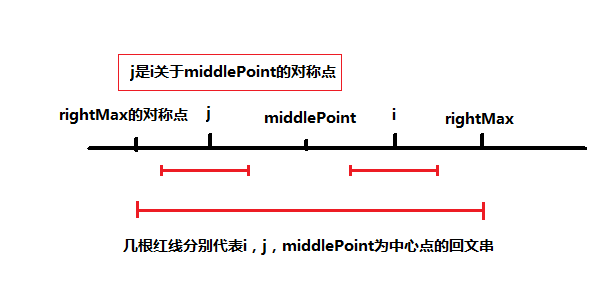 j是i关于middlePoint的对称点
rightMax的对称点 j middlePoint i rightMax
几根红线分别代表i，j，middlePoint为中心点的回文串